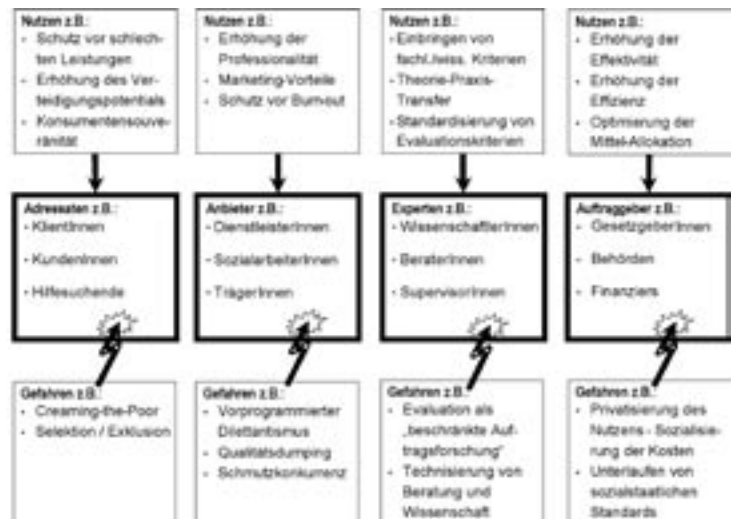 Nutzen z.B.:
• Schutz vor schlech-
ten Leistungen
• Erhöhung des Ver-
teidigungspotentials
• Konsumentensouve-
ränität
Nutzen z.B.:
• Erhöhung der
Professionalität
• Marketing-Vorteile
• Schutz vor Burn-out
Nutzen z.B.:
• Einbringen von
fachl./wiss. Kriterien
• Theorie-Praxis-
Transfer
• Standardisierung von
Evaluationskriterien
Nutzen z.B.:
• Erhöhung der
Effektivität
• Erhöhung der
Effizienz
• Optimierung der
Mittel-Allokation
Adressaten z.B.:
• KlientInnen
• KundenInnen
• Hilfesuchende
Anbieter z.B.:
• DienstleisterInnen
• SozialarbeiterInnen
• TrägerInnen
Experten z.B.:
• WissenschaftlerInnen
• BeraterInnen
• SupervisorInnen
Auftraggeber z.B.:
• GesetzgeberInnen
• Behörden
• Finanziers
Gefahren z.B.:
• Creaming-the-Poor
• Selektion / Exklusion
Gefahren z.B.:
• Vorprogrammierter
Dilettantismus
• Qualitätsdumping
• Schmutzkonkurrenz
Gefahren z.B.:
• Evaluation als
„beschränkte Auf-
tragsforschung"
• Technisierung von
Beratung und
Wissenschaft
Gefahren z.B.:
• Privatisierung des
Nutzens - Sozialisie-
rung der Kosten
• Unterlaufen von
sozialstaatlichen
Standards